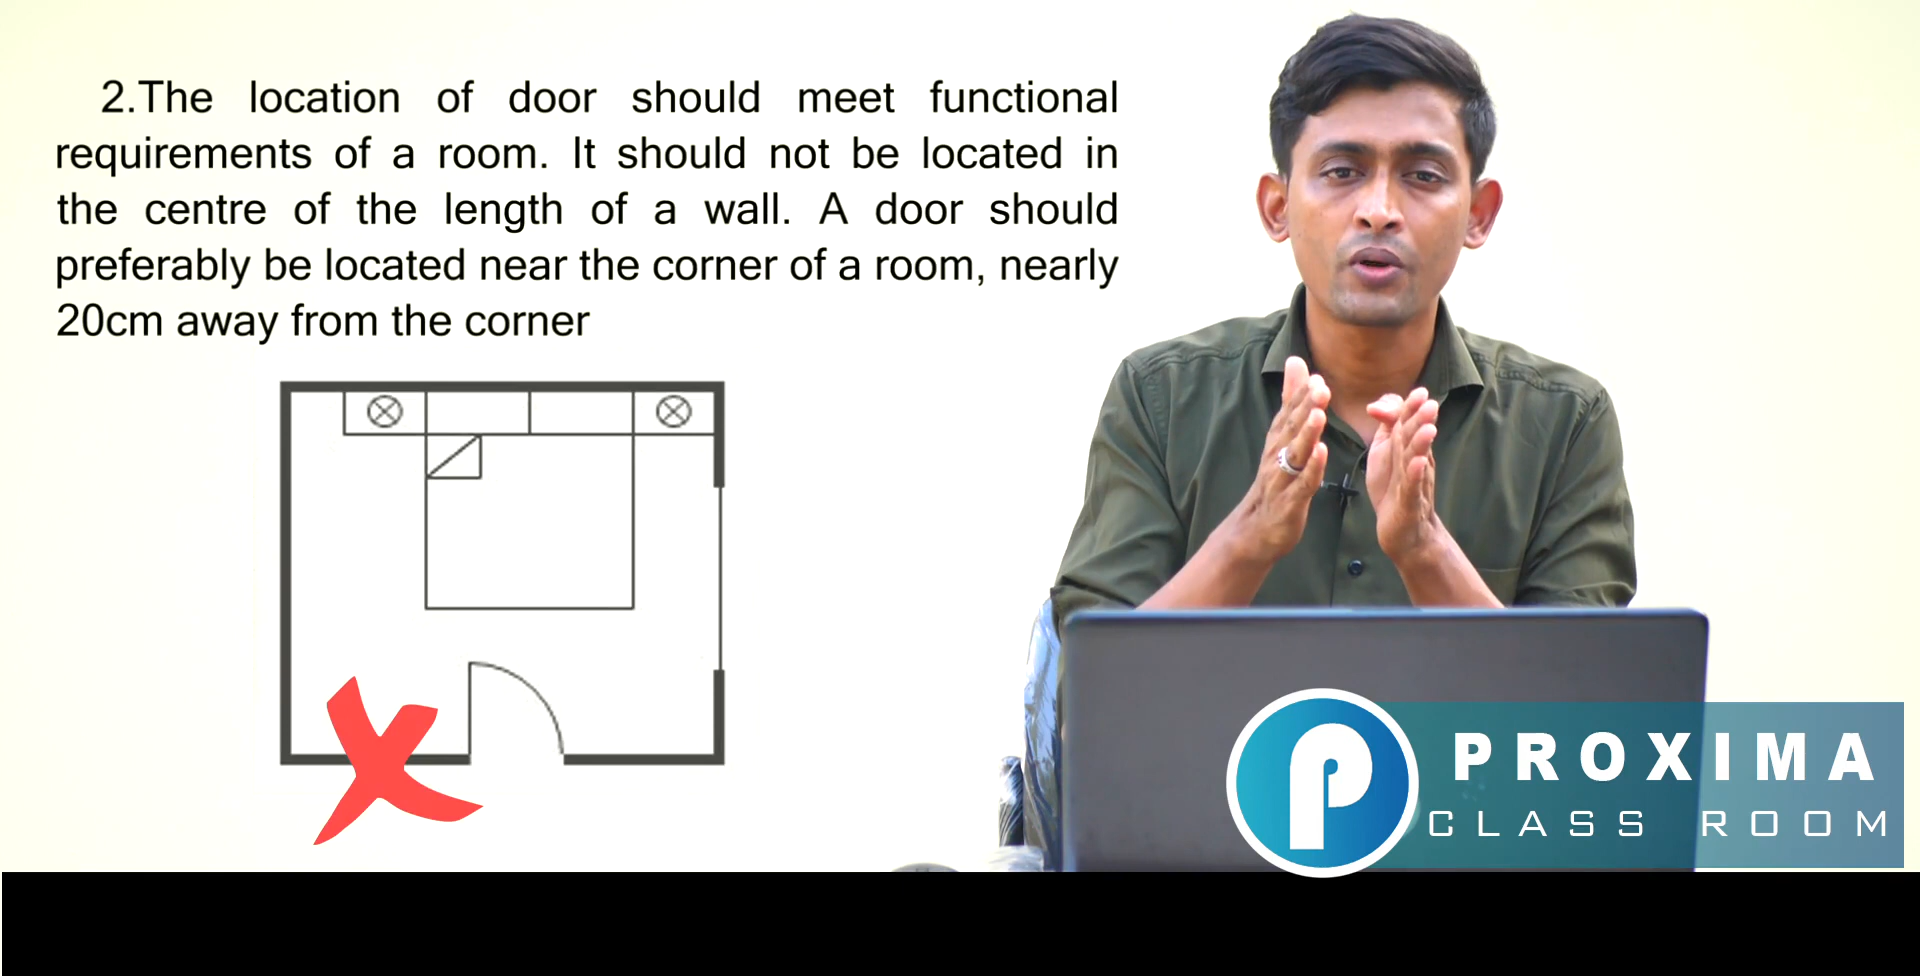 2.The location of door should meet functional
requirements of a room. It should not be located in
the centre of the length of a wall. A door should
preferably be located near the corner of a room, nearly
20cm away from the corner
PROXIMA
CLASS ROOM